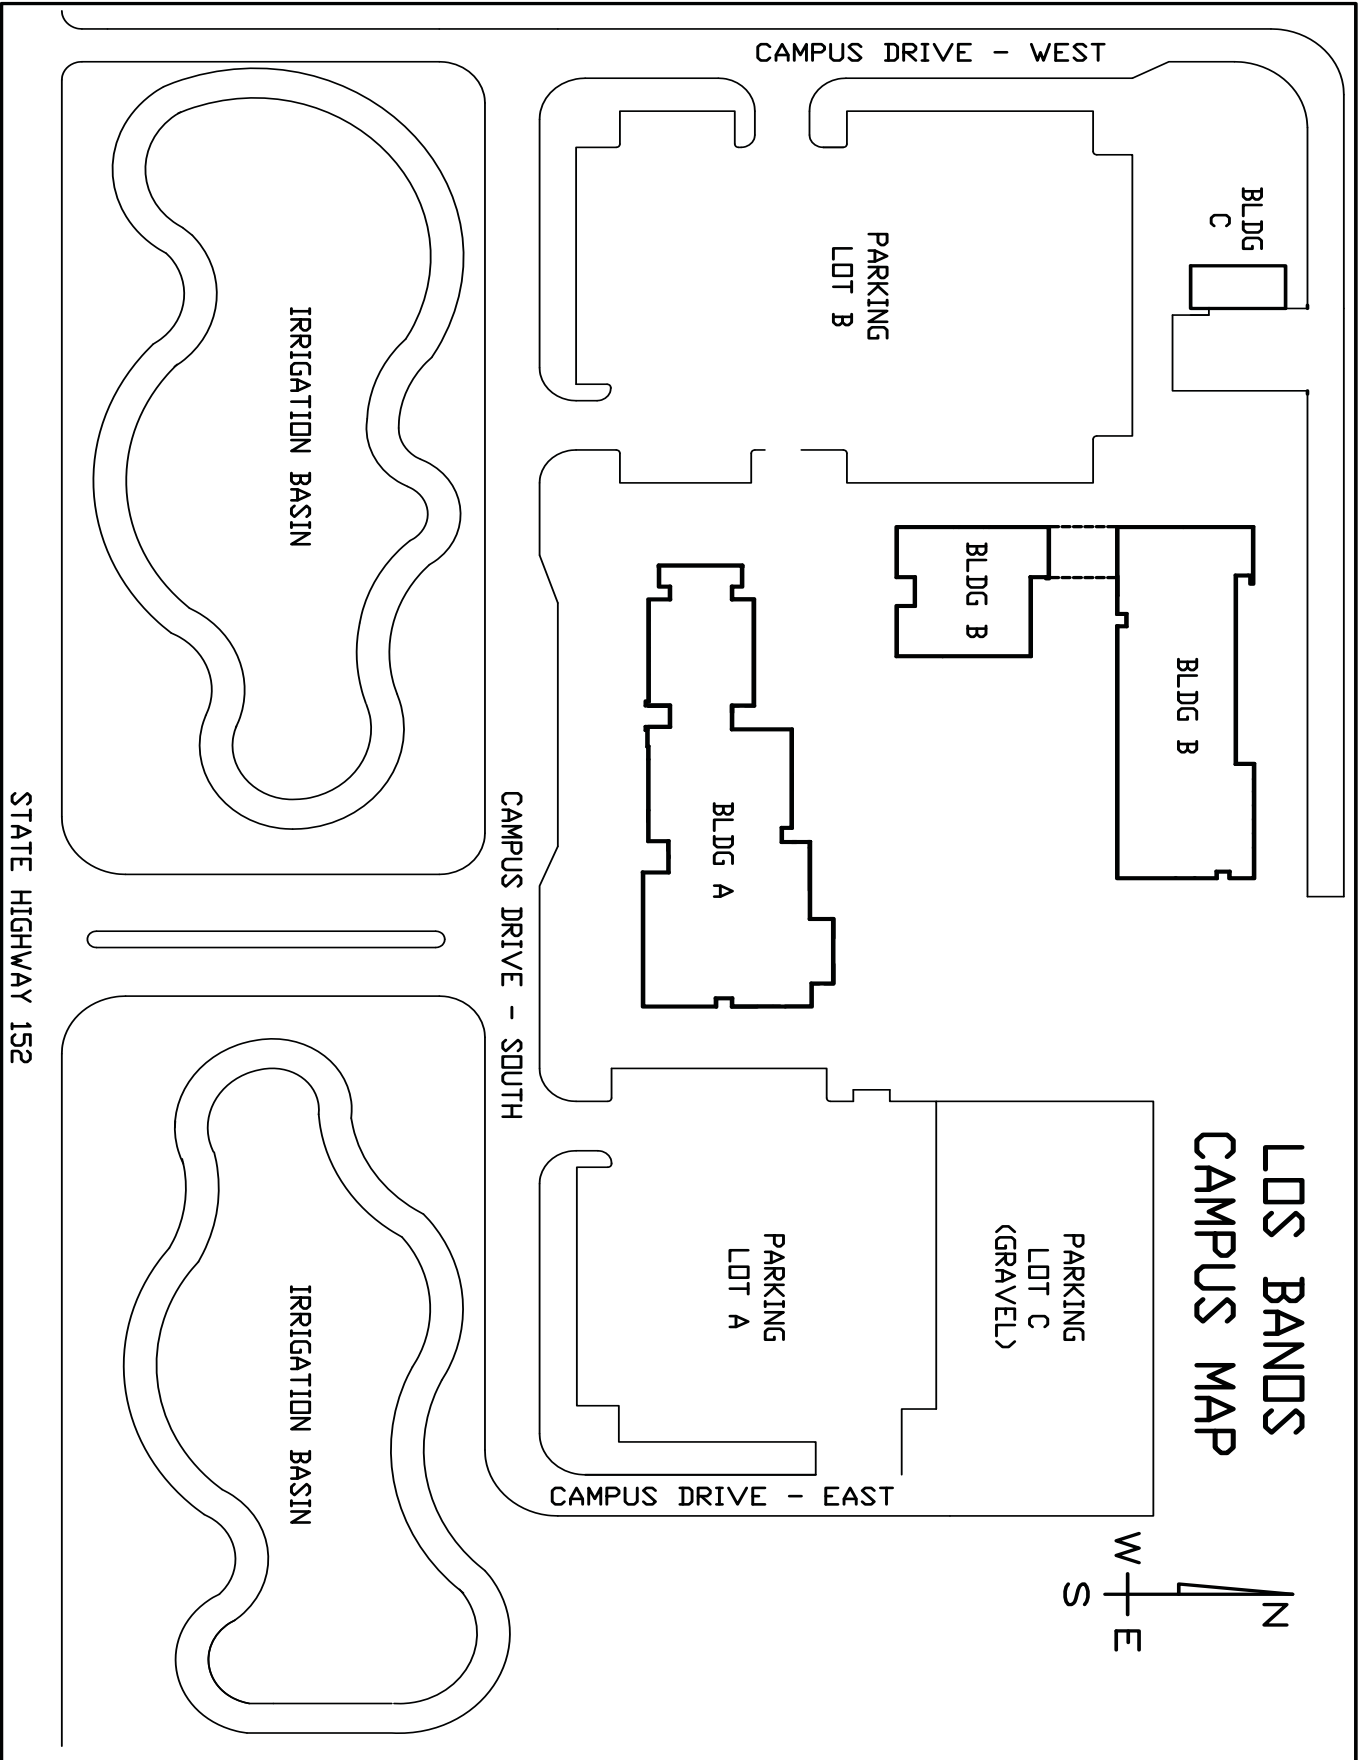 LOS BANOS
CAMPUS MAP
N
W
E
S
CAMPUS DRIVE - WEST
BLDG
C
PARKING
LOT B
BLDG B
BLDG B
BLDG A
PARKING
LOT C
(GRAVEL)
PARKING
LOT A
CAMPUS DRIVE - EAST
CAMPUS DRIVE - SOUTH
IRRIGATION BASIN
IRRIGATION BASIN
STATE HIGHWAY 152